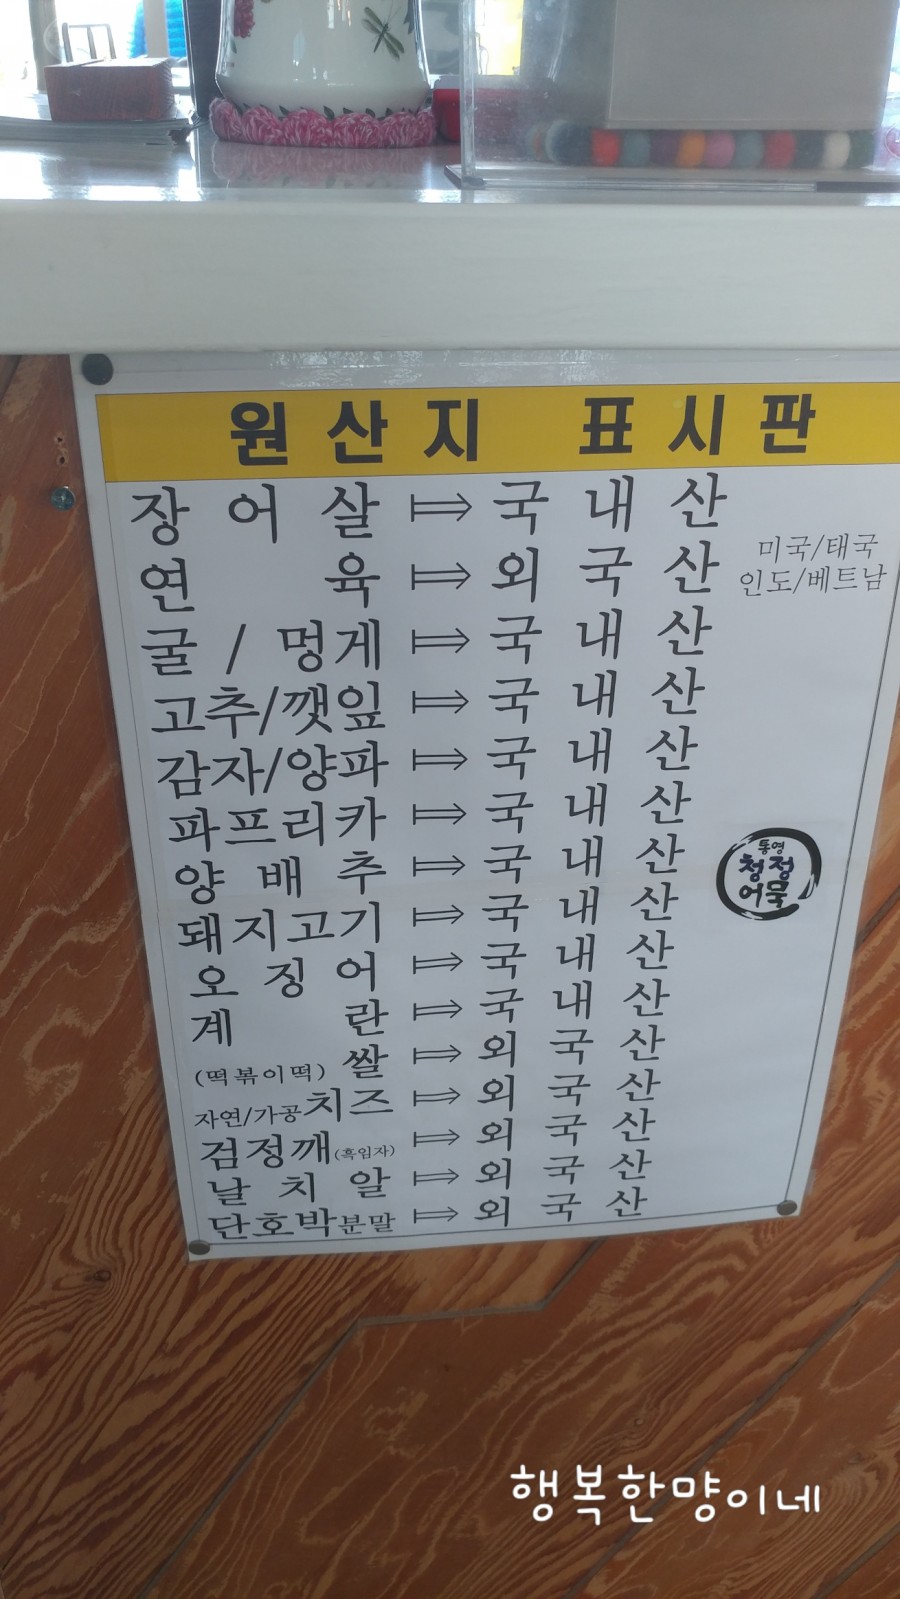 원산지 표시판
장어살 ⇨ 국내산
연육 ⇨ 외국산 미국/태국 인도/베트남
굴/멍게 ⇨ 국내산
고추/깻잎 ⇨ 국내산
감자/양파 ⇨ 국내산
파프리카 ⇨ 국내산
양배추 ⇨ 국내산
돼지고기 ⇨ 국내산
오징어 ⇨ 국내산
계란 ⇨ 국내산
(떡볶이떡) 쌀 ⇨ 외국산
자연/가공치즈 ⇨ 외국산
검정깨(흑임자) ⇨ 외국산
날치알 ⇨ 외국산
단호박분말 ⇨ 외국산
통영
청정
어묵
행복한먕이네